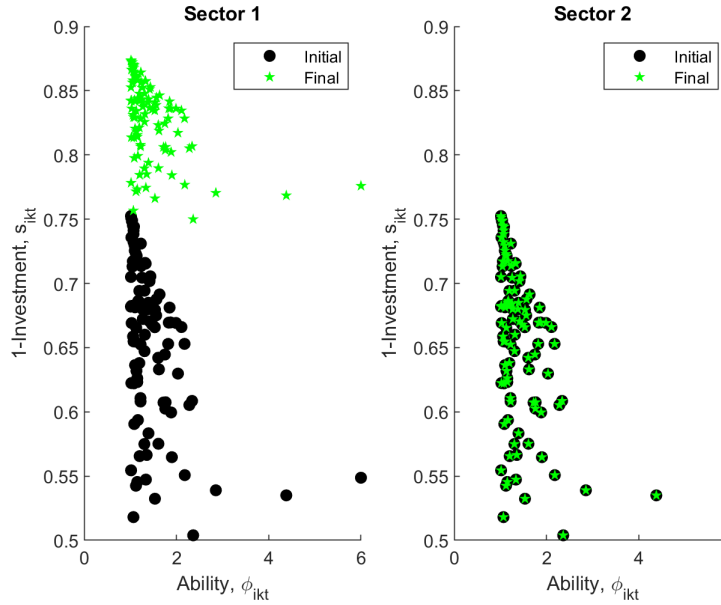 Sector 1
0.9
0.85
0.8
0.75
0.7
0.65
0.6
0.55
0.5
0
2
4
6
1-Investment, s_ikt
Ability, ϕ_ikt
Initial
Final
Sector 2
0.9
0.85
0.8
0.75
0.7
0.65
0.6
0.55
0.5
0
2
4
1-Investment, s_ikt
Ability, ϕ_ikt
Initial
Final